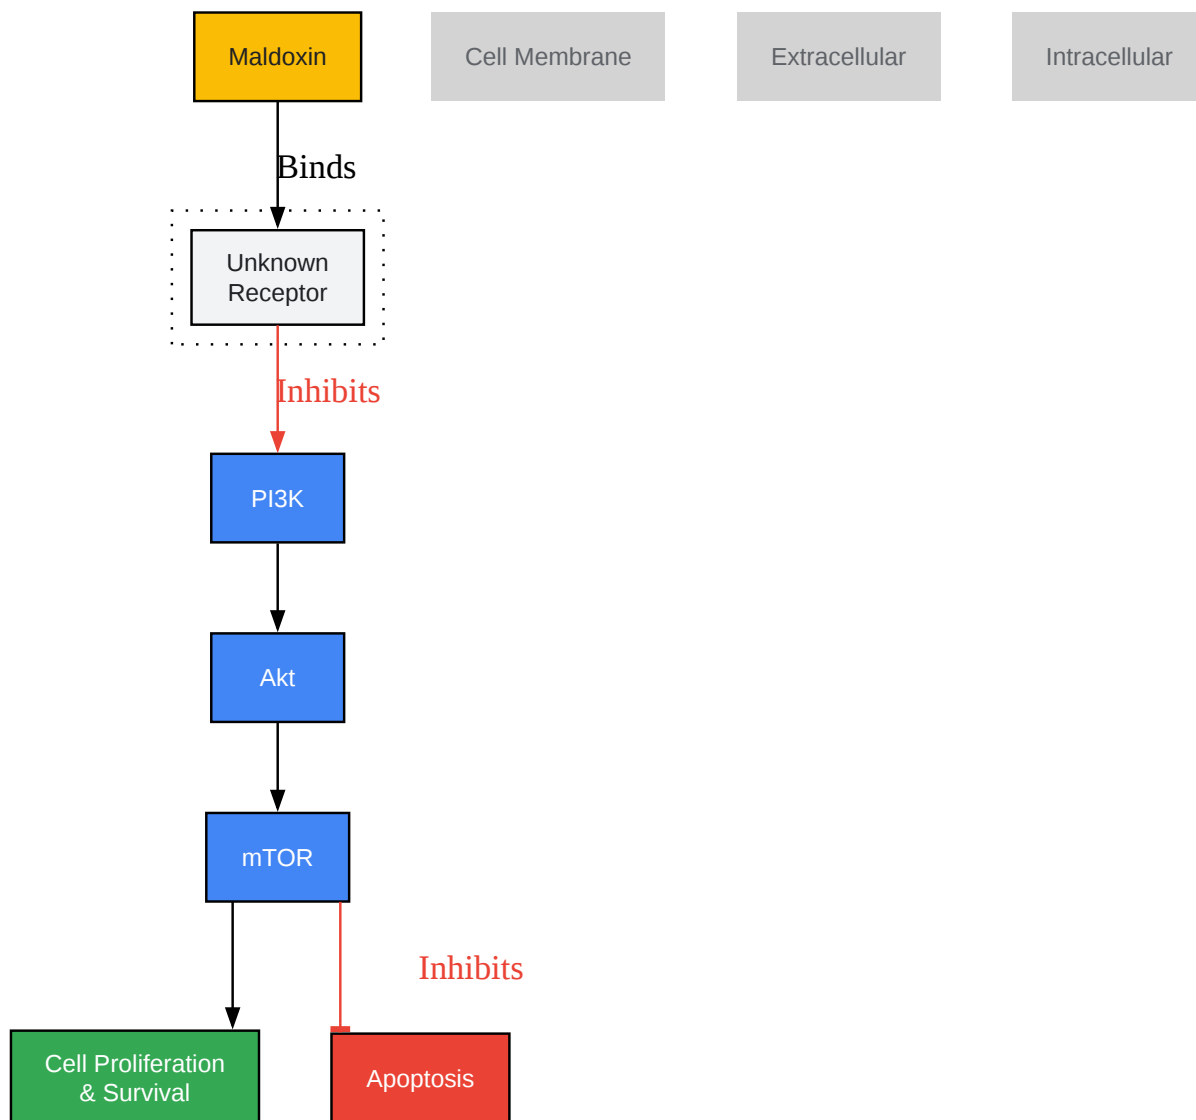 Maldoxin
Cell Membrane
Extracellular
Intracellular
Binds
Unknown
Receptor
Inhibits
PI3K
Akt
mTOR
Inhibits
Cell Proliferation
& Survival
Apoptosis